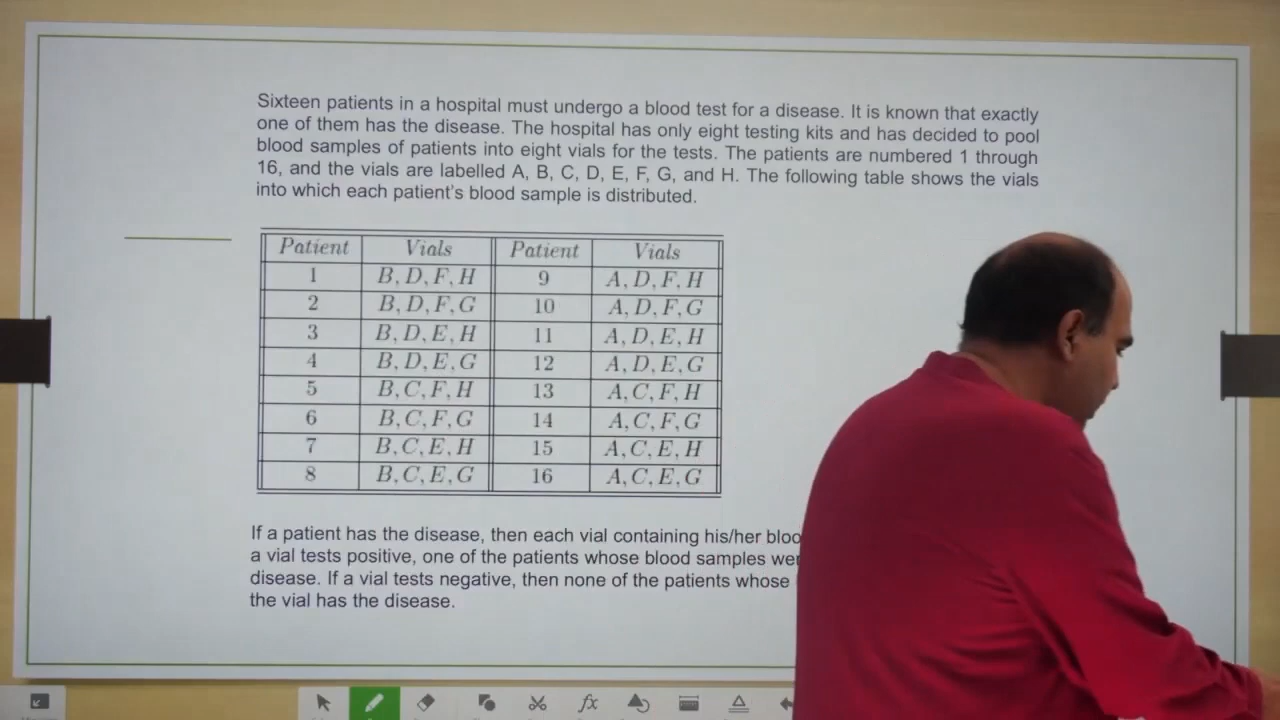 Sixteen patients in a hospital must undergo a blood test for a disease. It is known that exactly
one of them has the disease. The hospital has only eight testing kits and has decided to pool
blood samples of patients into eight vials for the tests. The patients are numbered 1 through
16, and the vials are labelled A, B, C, D, E, F, G, and H. The following table shows the vials
into which each patient's blood sample is distributed.
Patient Vials Patient Vials
1 B, D, F, H 9 A, D, F, H
2 B, D, F, G 10 A, D, F, G
3 B, D, E, H 11 A, D, E, H
4 B, D, E, G 12 A, D, E, G
5 B, C, F, H 13 A, C, F, H
6 B, C, F, G 14 A, C, F, G
7 B, C, E, H 15 A, C, E, H
8 B, C, E, G 16 A, C, E, G
If a patient has the disease, then each vial containing his/her
a vial tests positive, one of the patients whose blood samples
disease. If a vial tests negative, then none of the patients whose
the vial has the disease.
fx